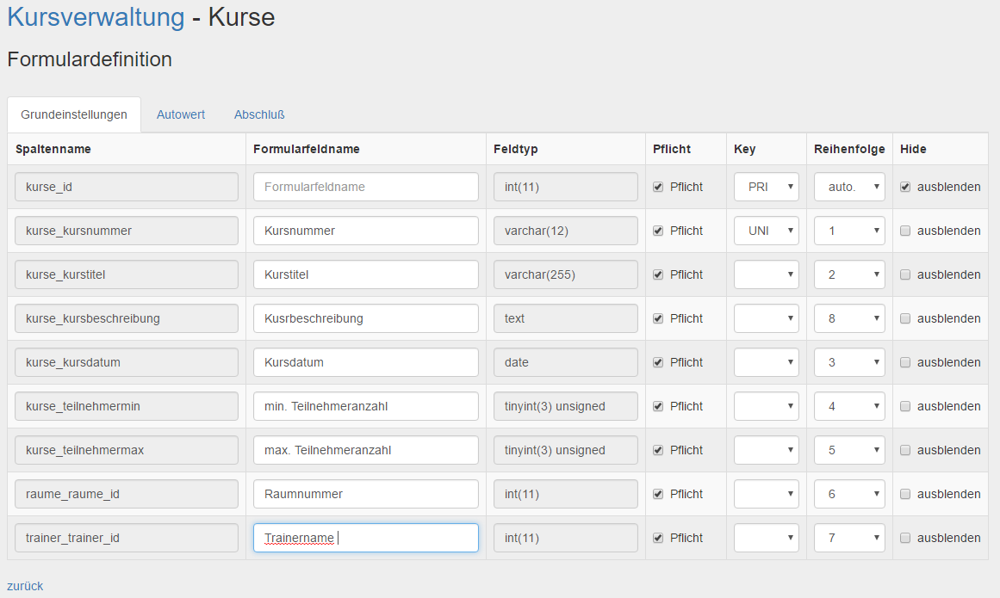 Kursverwaltung - Kurse
Formulardefinition
Grundeinstellungen Autowert Abschluß
Spaltenname Formularfeldname Feldtyp Pflicht Key Reihenfolge Hide
kurse_id Formularfeldname int(11) Pflicht PRI auto. ausblenden
kurse_kursnummer Kursnummer varchar(12) Pflicht UNI 1 ausblenden
kurse_kurstitel Kurstitel varchar(255) Pflicht 2 ausblenden
kurse_kursbeschreibung Kusrbeschreibung text Pflicht 8 ausblenden
kurse_kursdatum Kursdatum date Pflicht 3 ausblenden
kurse_teilnehmermin min. Teilnehmeranzahl tinyint(3) unsigned Pflicht 4 ausblenden
kurse_teilnehmermax max. Teilnehmeranzahl tinyint(3) unsigned Pflicht 5 ausblenden
raume_raume_id Raumnummer int(11) Pflicht 6 ausblenden
trainer_trainer_id Trainername int(11) Pflicht 7 ausblenden
zurück